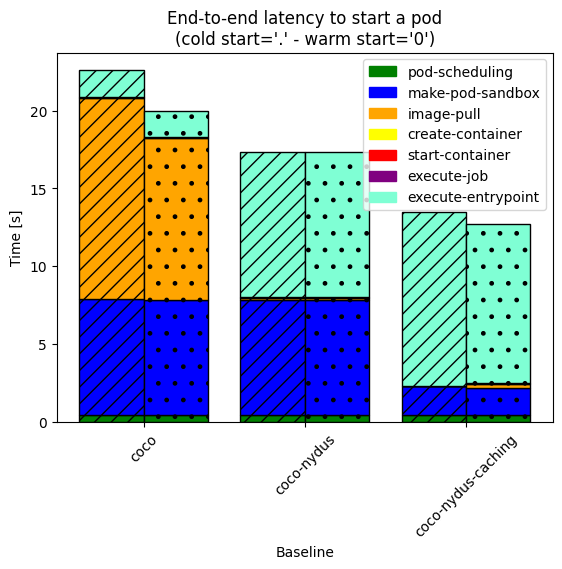 End-to-end latency to start a pod
(cold start='.' - warm start='0')
pod-scheduling
make-pod-sandbox
image-pull
create-container
start-container
execute-job
execute-entrypoint
Time [s]
20
15
10
5
0
coco
coco-nydus
coco-nydus-caching
Baseline